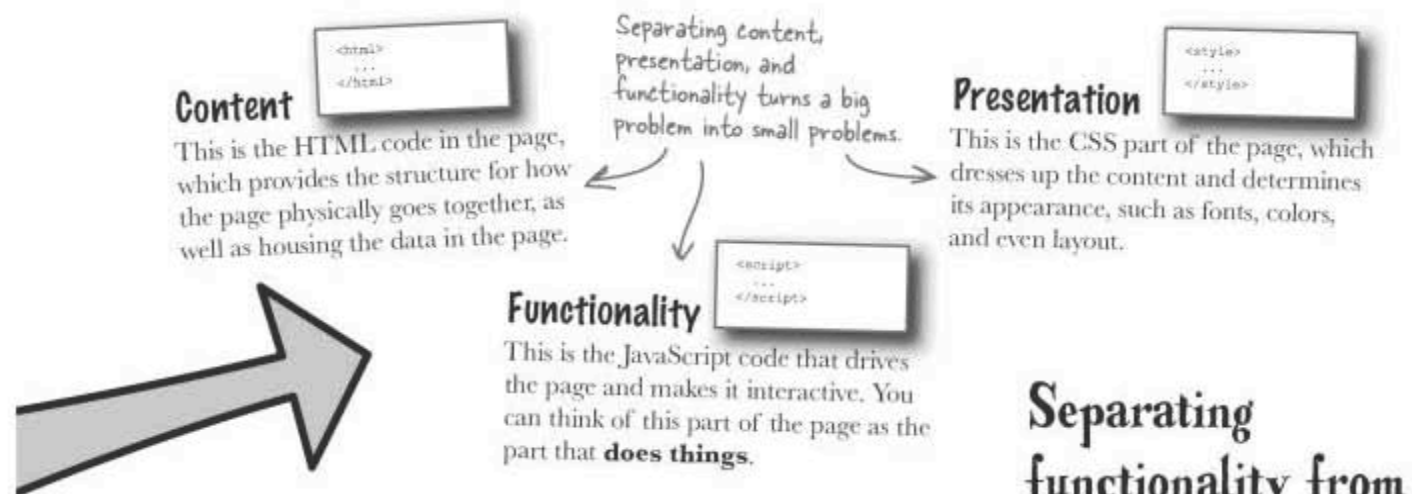 <html>
...
</html>
Content
This is the HTML code in the page,
which provides the structure for how
the page physically goes together, as
well as housing the data in the page.
Separating content,
presentation, and
functionality turns a big
problem into small problems.
<style>
...
</style>
Presentation
This is the CSS part of the page, which
dresses up the content and determines
its appearance, such as fonts, colors,
and even layout.
<script>
...
</script>
Functionality
This is the JavaScript code that drives
the page and makes it interactive. You
can think of this part of the page as the
part that does things.
Separating
functionality from